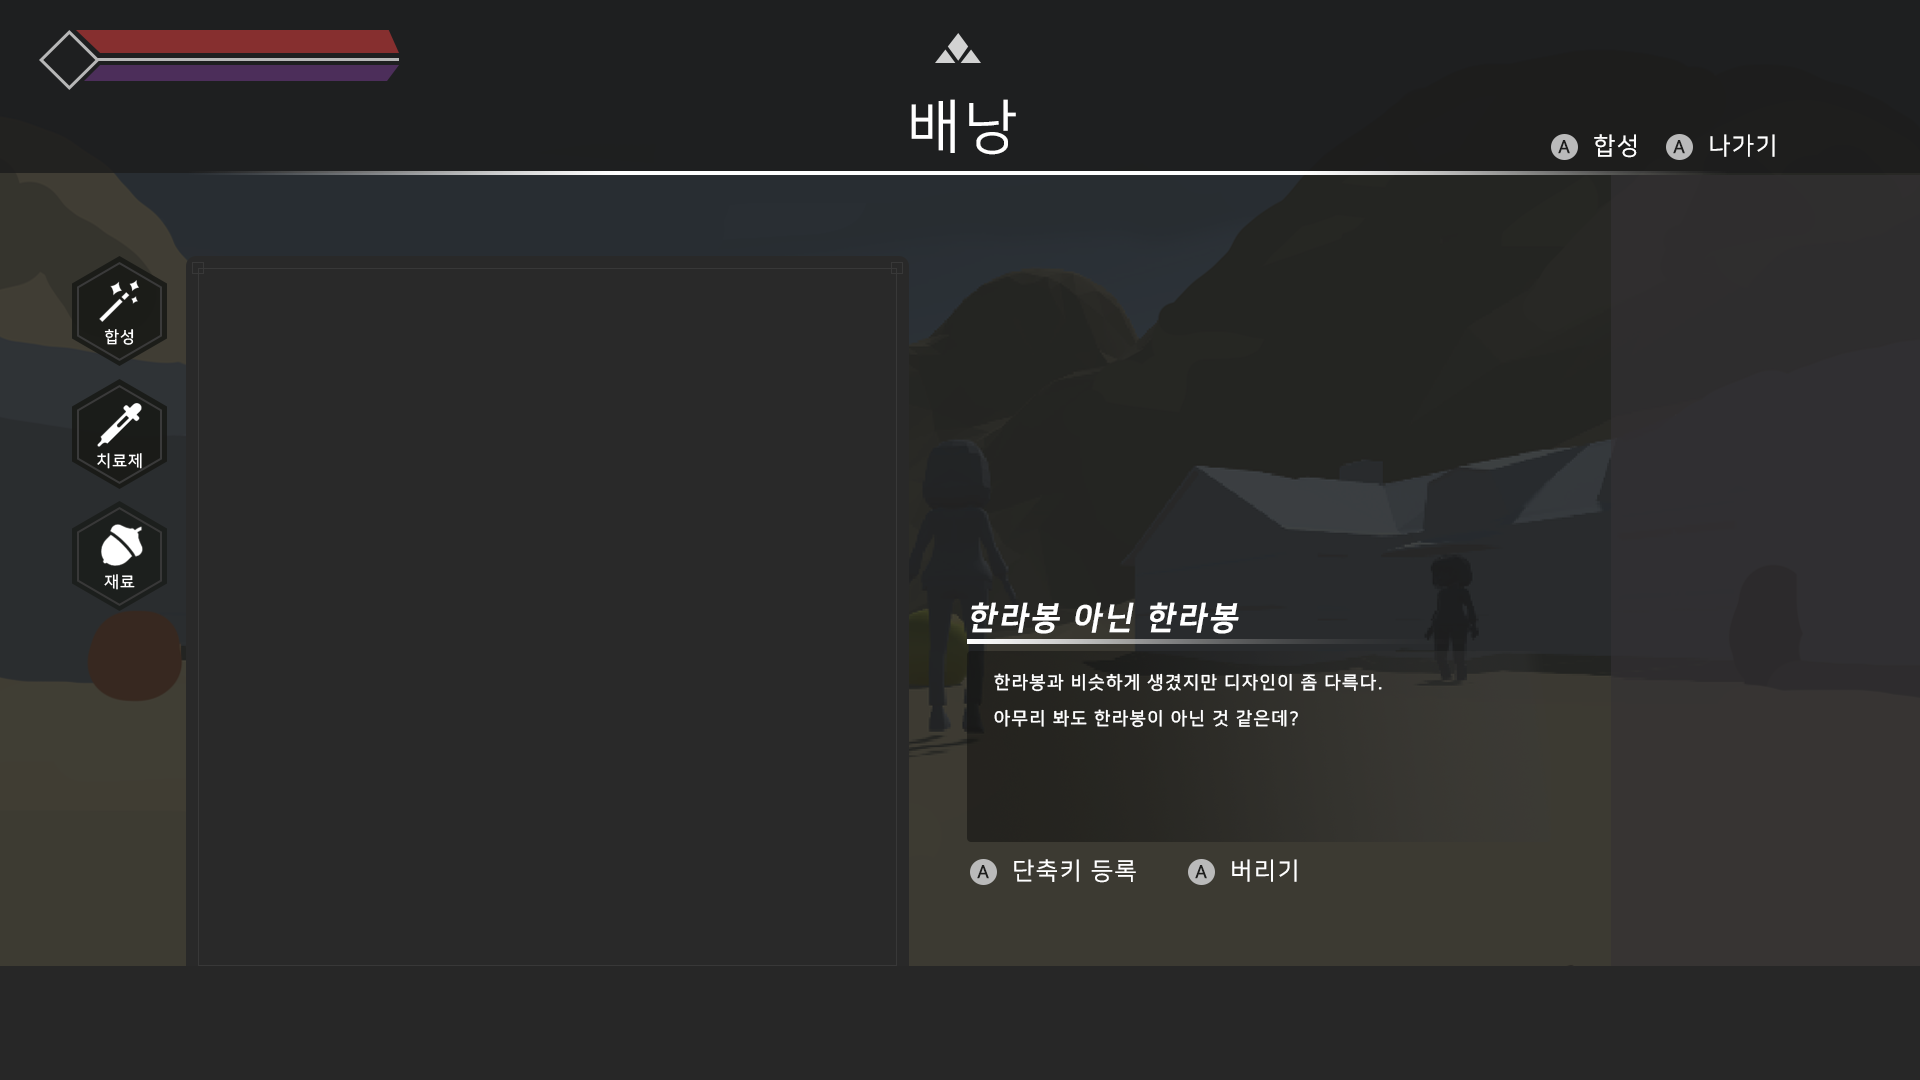 배낭
A 합성 A 나가기
합성
치료제
재료
한라봉 아닌 한라봉
한라봉과 비슷하게 생겼지만 디자인이 좀 다륵다.
아무리 봐도 한라봉이 아닌 것 같은데?
A 단축키 등록 A 버리기